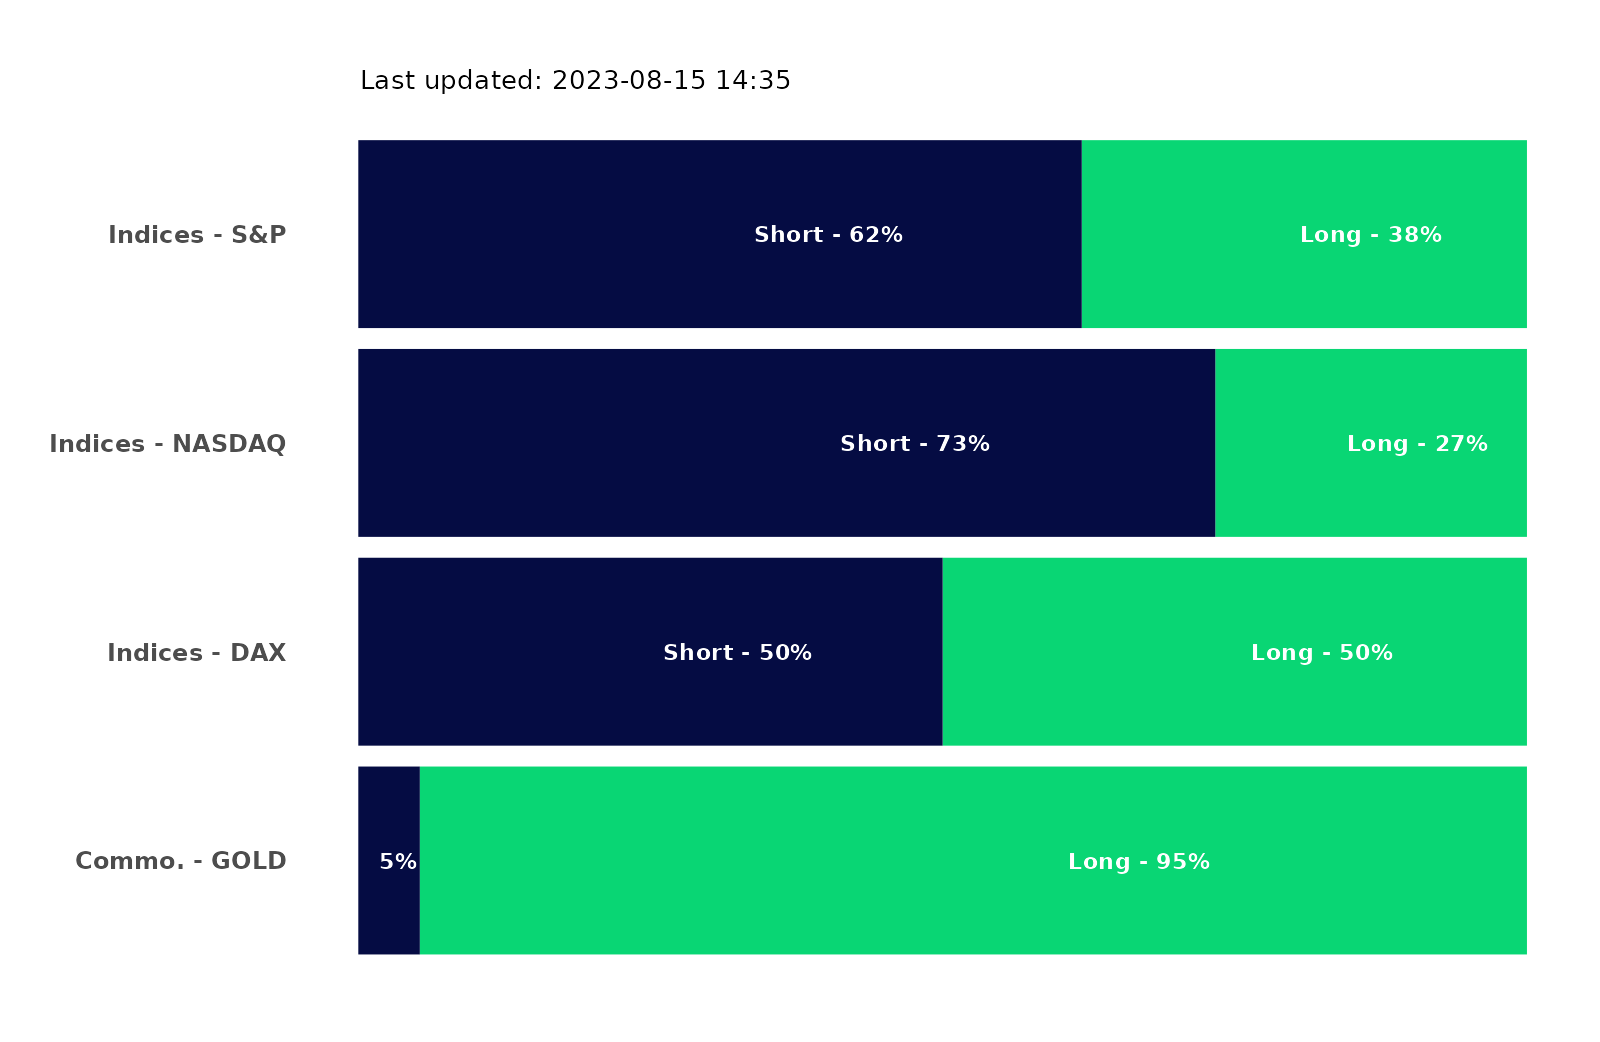 Last updated: 2023-08-15 14:35
Indices - S&P
Short - 62%
Long - 38%
Indices - NASDAQ
Short - 73%
Long - 27%
Indices - DAX
Short - 50%
Long - 50%
Commo. - GOLD
5%
Long - 95%